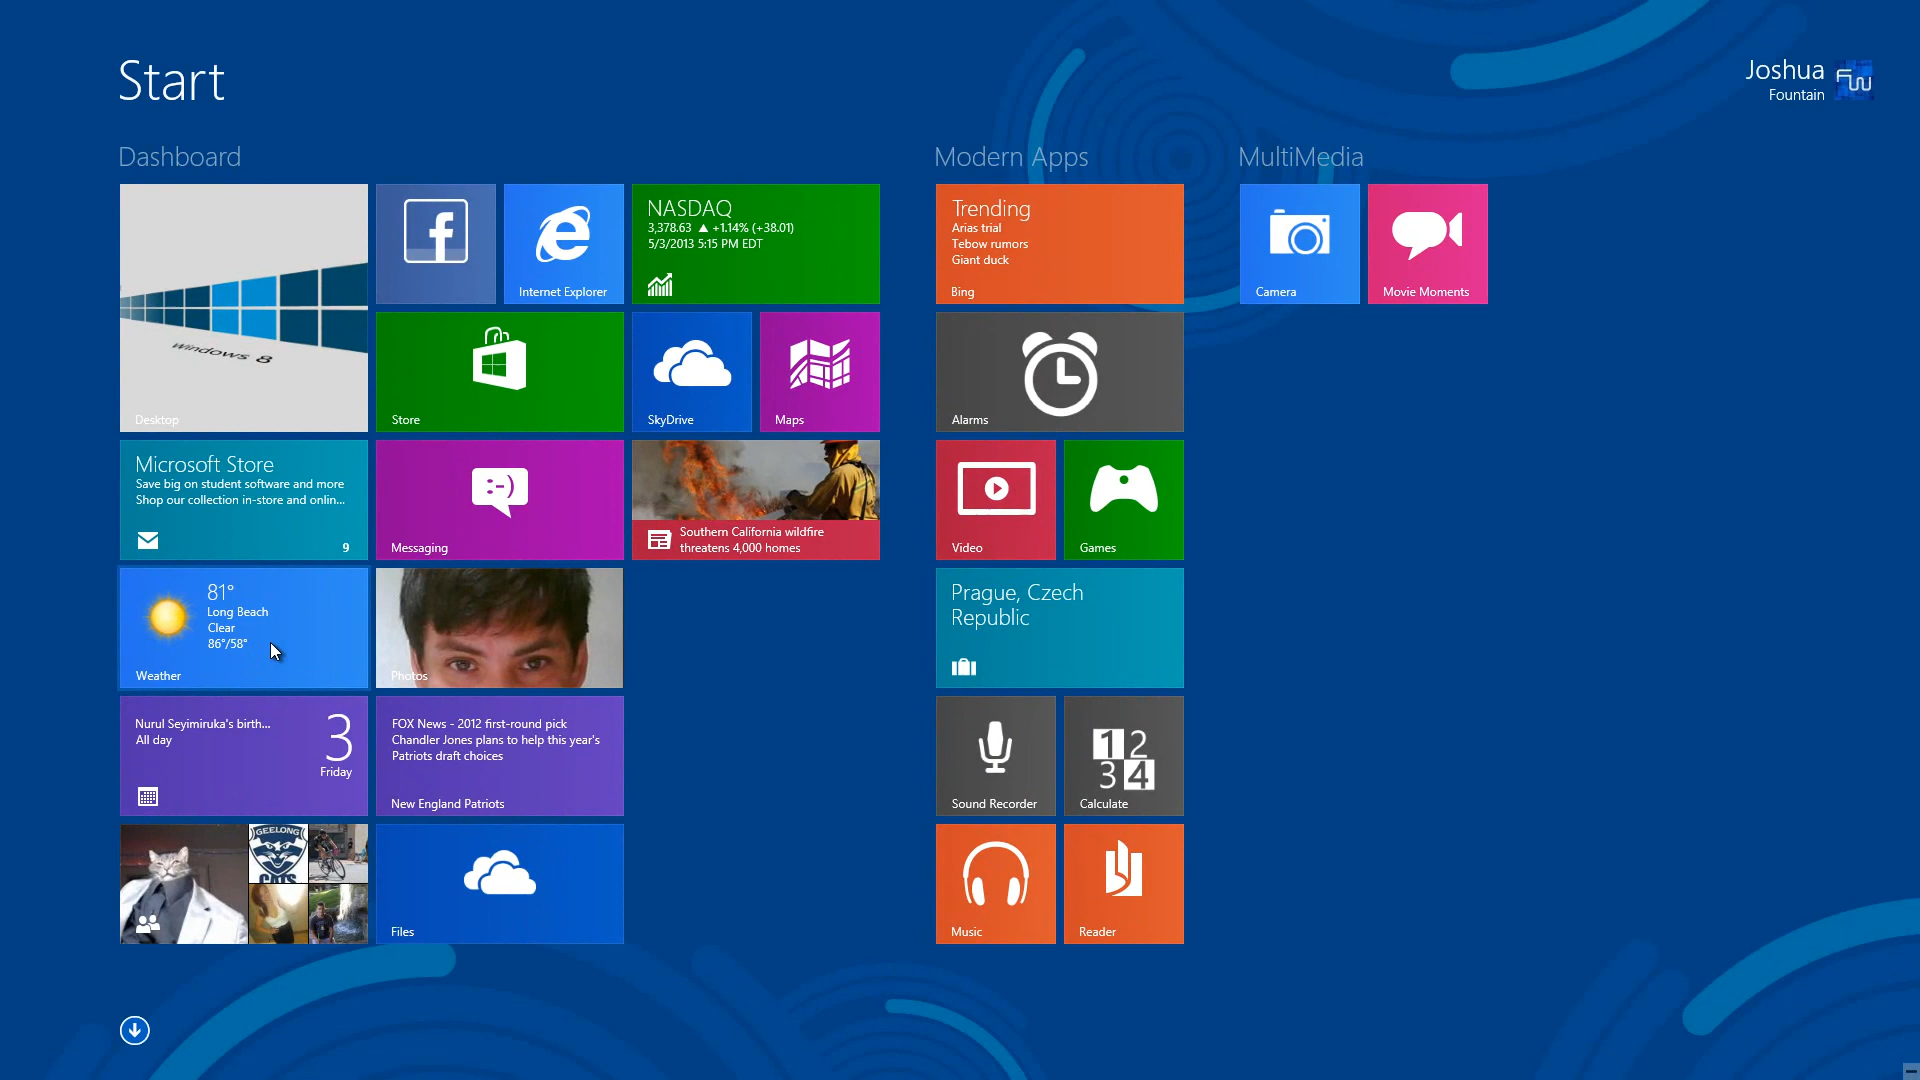 Start
Joshua
Fountain
Dashboard
Modern Apps
MultiMedia
windows 8
Desktop
Internet Explorer
NASDAQ
3,378.63 ▲ +1.14% (+38.01)
5/3/2013 5:15 PM EDT
Store
SkyDrive
Maps
Microsoft Store
Save big on student software and more
Shop our collection in-store and onlin...
9
:-)
Messaging
Southern California wildfire
threatens 4,000 homes
81°
Long Beach
Clear
86°/58°
Weather
Photos
Nurul Seyimiruka's birth...
All day
3
Friday
FOX News - 2012 first-round pick
Chandler Jones plans to help this year's
Patriots draft choices
New England Patriots
GEELONG
CATS
Files
Trending
Arias trial
Tebow rumors
Giant duck
Bing
Alarms
Video
Games
Prague, Czech
Republic
Sound Recorder
1 2
3 4
Calculate
Music
Reader
Camera
Movie Moments